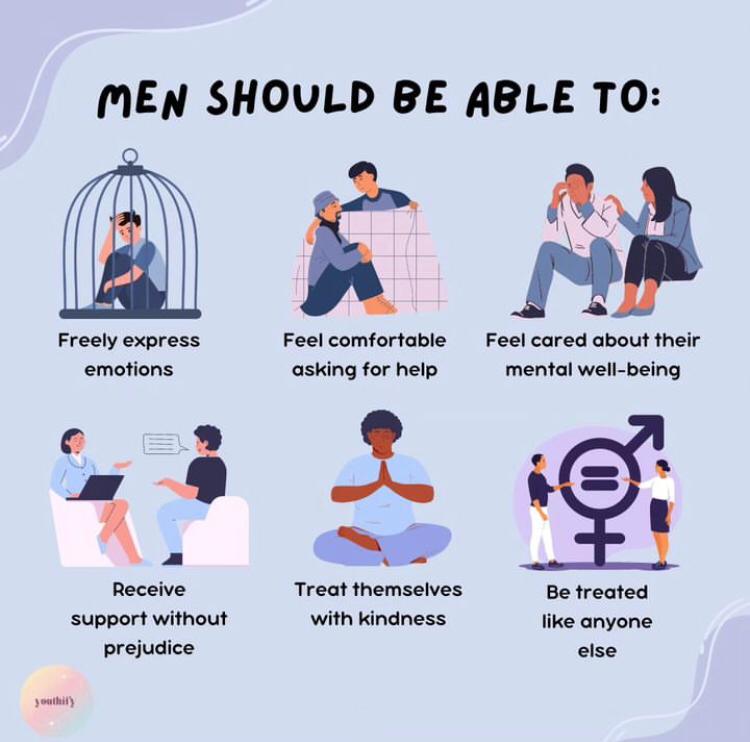 MEN SHOULD BE ABLE TO:
Freely express
emotions
Feel comfortable
asking for help
Feel cared about their
mental well-being
Receive
support without
prejudice
Treat themselves
with kindness
Be treated
like anyone
else
youthify